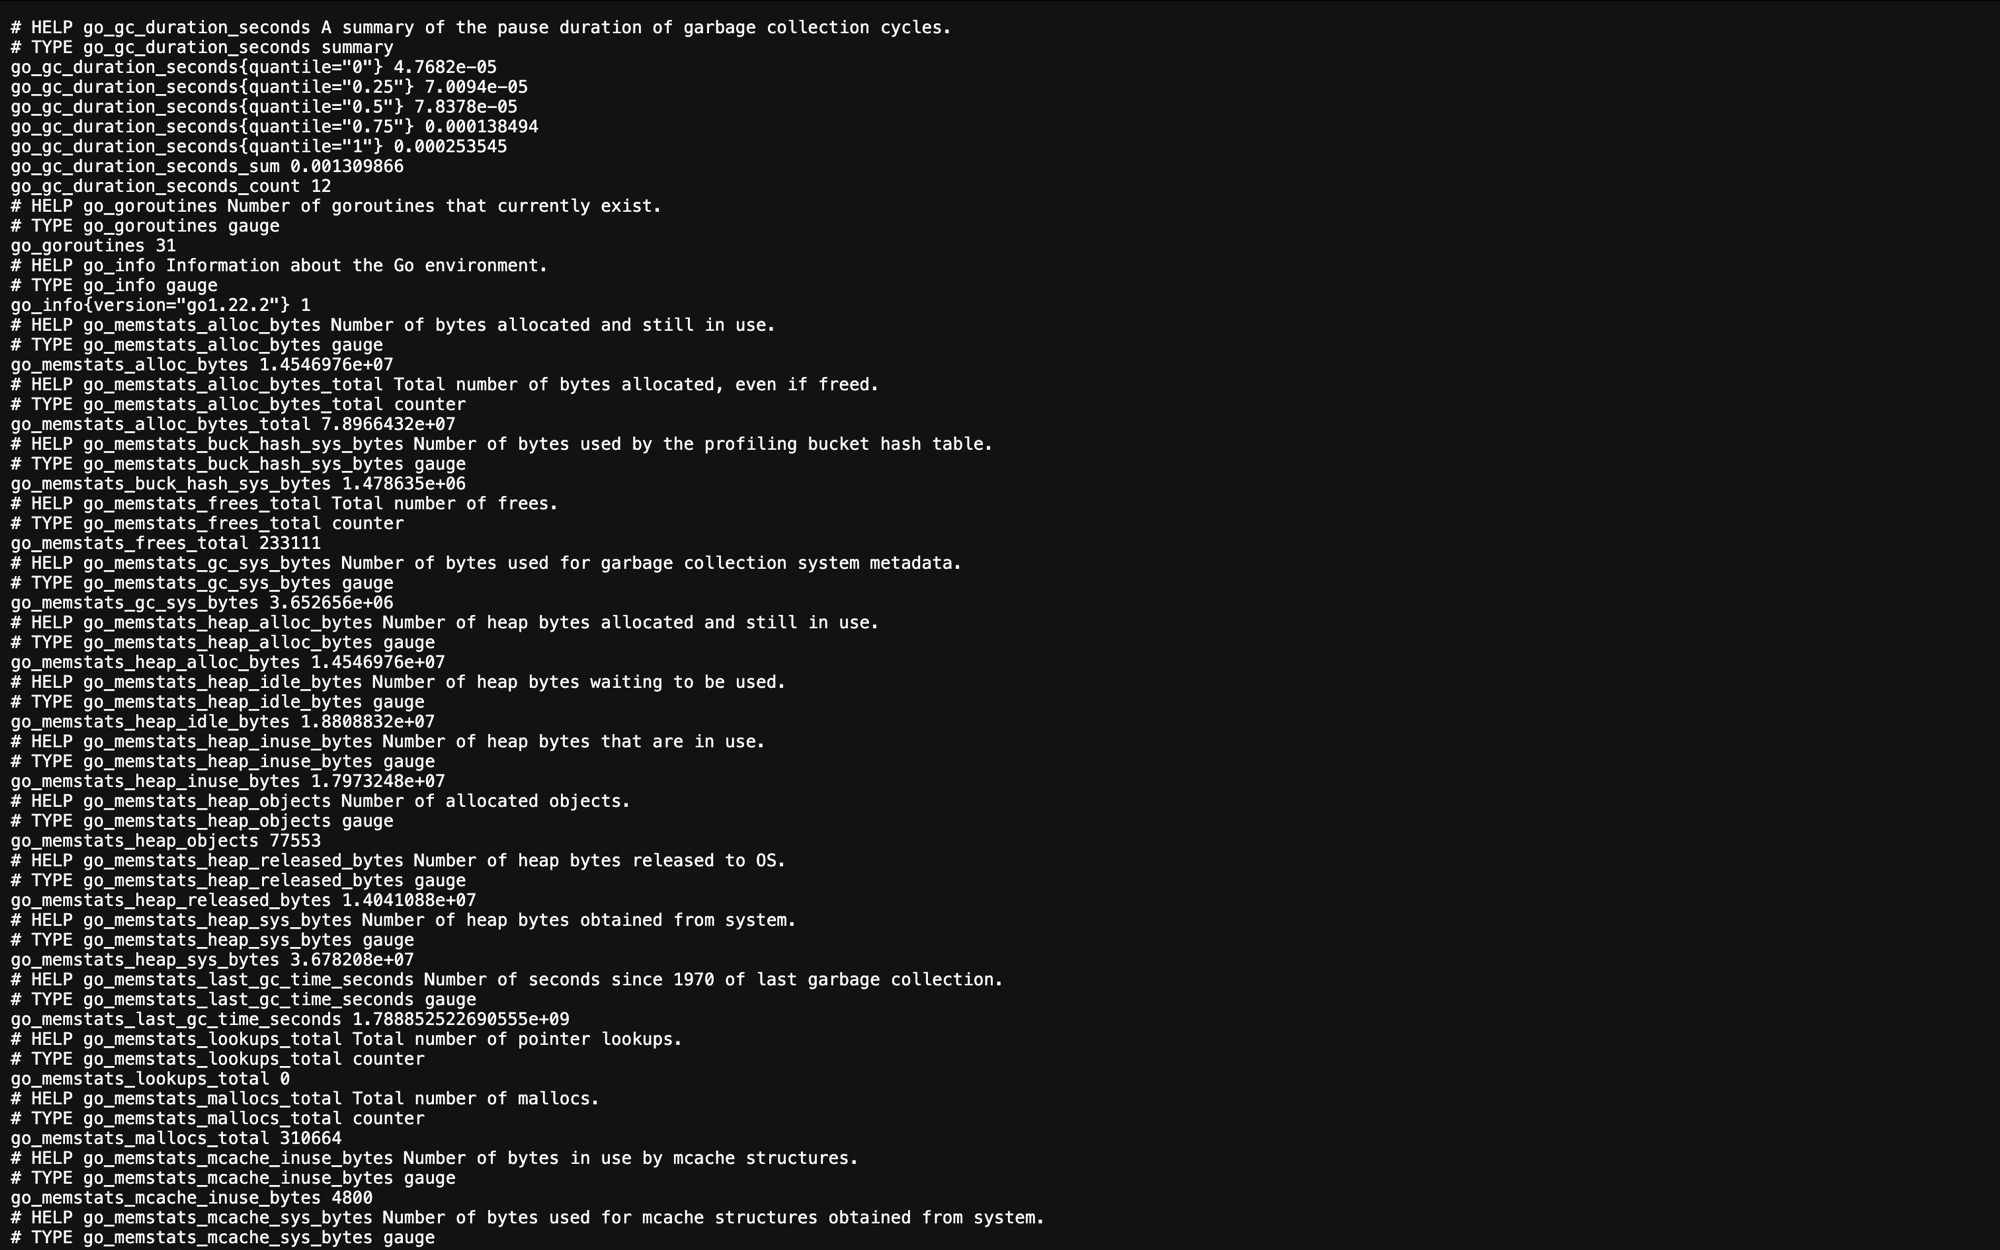 # HELP go_gc_duration_seconds A summary of the pause duration of garbage collection cycles.
# TYPE go_gc_duration_seconds summary
go_gc_duration_seconds{quantile="0"} 4.7682e-05
go_gc_duration_seconds{quantile="0.25"} 7.0094e-05
go_gc_duration_seconds{quantile="0.5"} 7.8378e-05
go_gc_duration_seconds{quantile="0.75"} 0.000138494
go_gc_duration_seconds{quantile="1"} 0.000253545
go_gc_duration_seconds_sum 0.001309866
go_gc_duration_seconds_count 12
# HELP go_goroutines Number of goroutines that currently exist.
# TYPE go_goroutines gauge
go_goroutines 31
# HELP go_info Information about the Go environment.
# TYPE go_info gauge
go_info{version="go1.22.2"} 1
# HELP go_memstats_alloc_bytes Number of bytes allocated and still in use.
# TYPE go_memstats_alloc_bytes gauge
go_memstats_alloc_bytes 1.4546976e+07
# HELP go_memstats_alloc_bytes_total Total number of bytes allocated, even if freed.
# TYPE go_memstats_alloc_bytes_total counter
go_memstats_alloc_bytes_total 7.8966432e+07
# HELP go_memstats_buck_hash_sys_bytes Number of bytes used by the profiling bucket hash table.
# TYPE go_memstats_buck_hash_sys_bytes gauge
go_memstats_buck_hash_sys_bytes 1.478635e+06
# HELP go_memstats_frees_total Total number of frees.
# TYPE go_memstats_frees_total counter
go_memstats_frees_total 233111
# HELP go_memstats_gc_sys_bytes Number of bytes used for garbage collection system metadata.
# TYPE go_memstats_gc_sys_bytes gauge
go_memstats_gc_sys_bytes 3.652656e+06
# HELP go_memstats_heap_alloc_bytes Number of heap bytes allocated and still in use.
# TYPE go_memstats_heap_alloc_bytes gauge
go_memstats_heap_alloc_bytes 1.4546976e+07
# HELP go_memstats_heap_idle_bytes Number of heap bytes waiting to be used.
# TYPE go_memstats_heap_idle_bytes gauge
go_memstats_heap_idle_bytes 1.8808832e+07
# HELP go_memstats_heap_inuse_bytes Number of heap bytes that are in use.
# TYPE go_memstats_heap_inuse_bytes gauge
go_memstats_heap_inuse_bytes 1.7973248e+07
# HELP go_memstats_heap_objects Number of allocated objects.
# TYPE go_memstats_heap_objects gauge
go_memstats_heap_objects 77553
# HELP go_memstats_heap_released_bytes Number of heap bytes released to OS.
# TYPE go_memstats_heap_released_bytes gauge
go_memstats_heap_released_bytes 1.4041088e+07
# HELP go_memstats_heap_sys_bytes Number of heap bytes obtained from system.
# TYPE go_memstats_heap_sys_bytes gauge
go_memstats_heap_sys_bytes 3.678208e+07
# HELP go_memstats_last_gc_time_seconds Number of seconds since 1970 of last garbage collection.
# TYPE go_memstats_last_gc_time_seconds gauge
go_memstats_last_gc_time_seconds 1.788852522690555e+09
# HELP go_memstats_lookups_total Total number of pointer lookups.
# TYPE go_memstats_lookups_total counter
go_memstats_lookups_total 0
# HELP go_memstats_mallocs_total Total number of mallocs.
# TYPE go_memstats_mallocs_total counter
go_memstats_mallocs_total 310664
# HELP go_memstats_mcache_inuse_bytes Number of bytes in use by mcache structures.
# TYPE go_memstats_mcache_inuse_bytes gauge
go_memstats_mcache_inuse_bytes 4800
# HELP go_memstats_mcache_sys_bytes Number of bytes used for mcache structures obtained from system.
# TYPE go_memstats_mcache_sys_bytes gauge